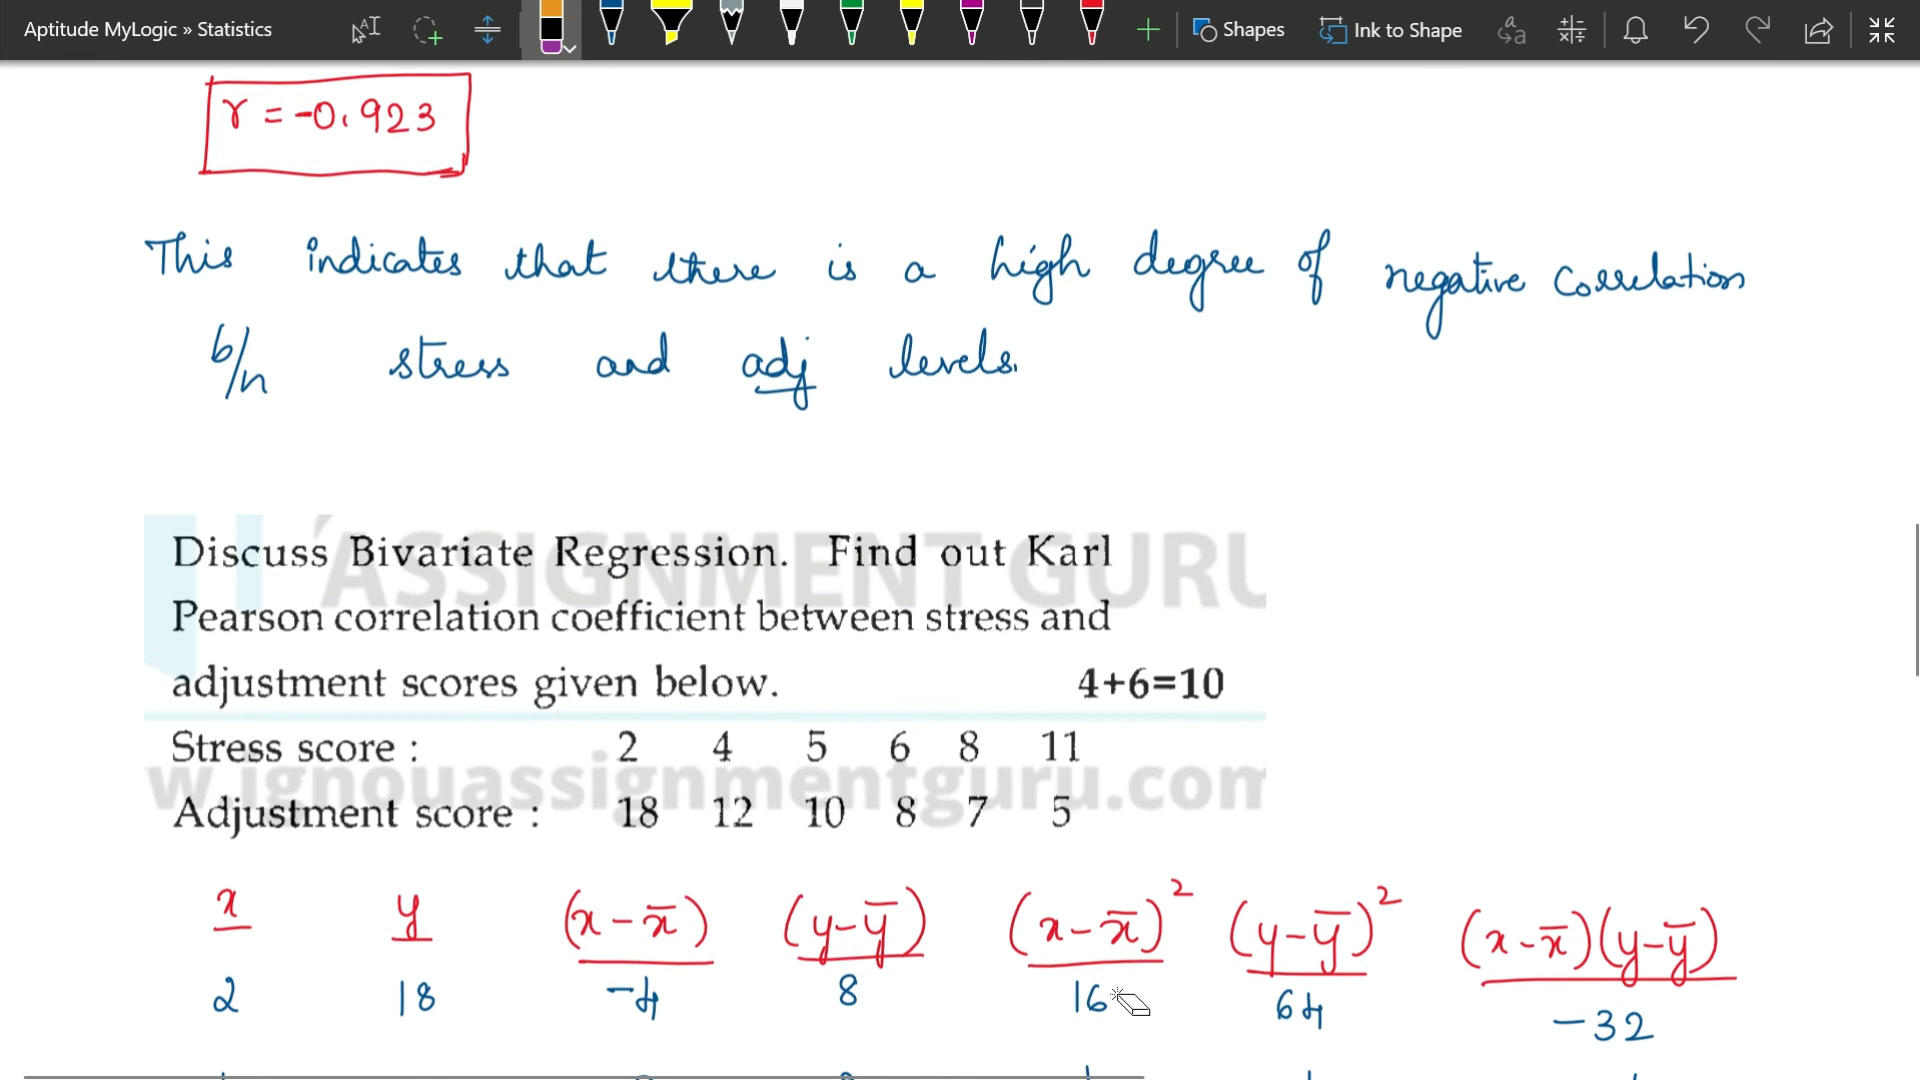 Aptitude MyLogic » Statistics
Shapes
Ink to Shape
r = -0.923
This indicates that there is a high degree of negative correlation
b/n stress and adj levels.
ASSIGNMENT GURU
Discuss Bivariate Regression. Find out Karl
Pearson correlation coefficient between stress and
adjustment scores given below. 4+6=10
Stress score : 2 4 5 6 8 11
w.ignouassignmentguru.com
Adjustment score : 18 12 10 8 7 5
x y (x-x̅) (y-y̅) (x-x̅)² (y-y̅)² (x-x̅)(y-y̅)
2 18 -4 8 16 64 -32